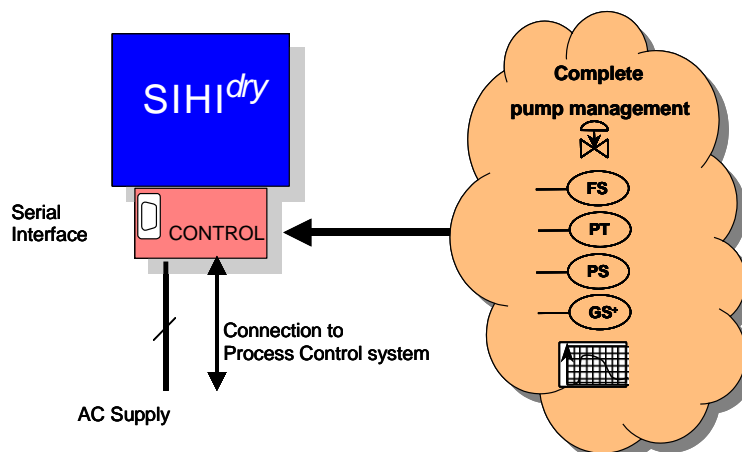 SIHIdry
Serial
Interface
CONTROL
Connection to
Process Control system
AC Supply
Complete
pump management
FS
PT
PS
GS+